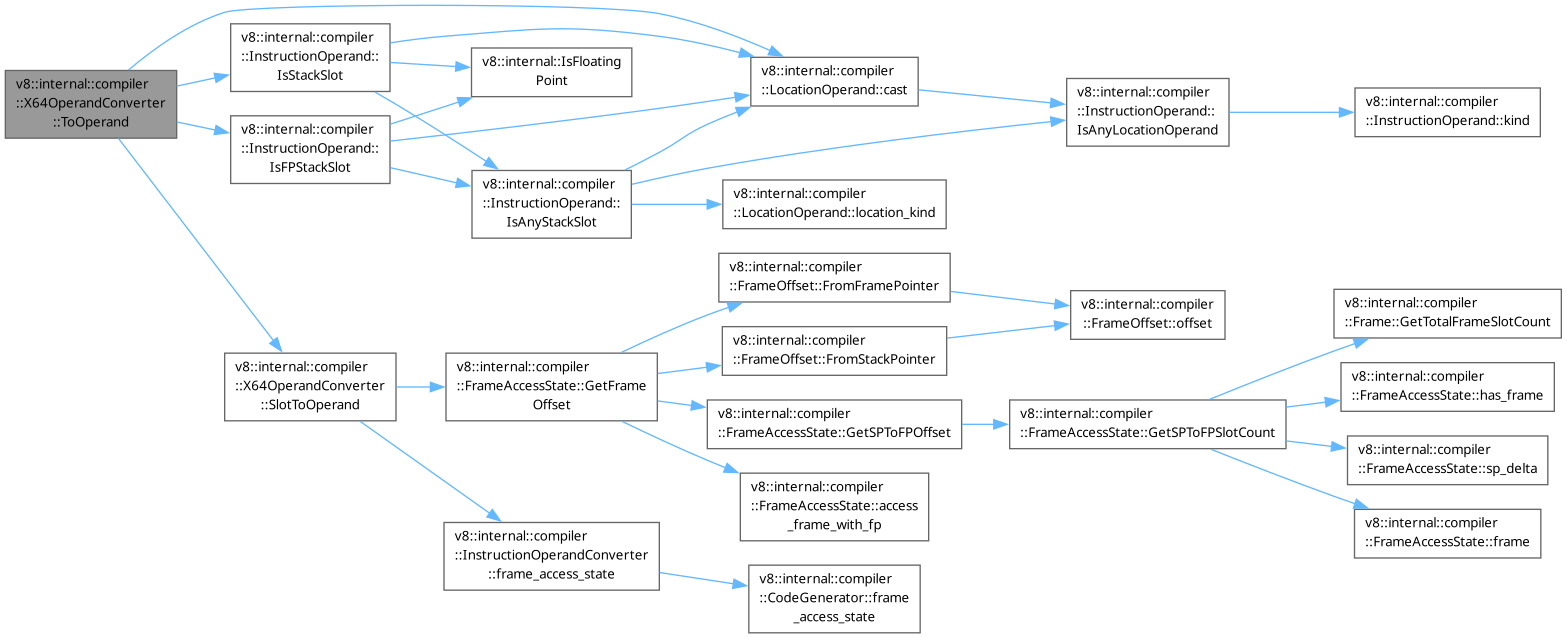 v8::internal::compiler
::X64OperandConverter
::ToOperand
v8::internal::compiler
::InstructionOperand::
IsStackSlot
v8::internal::compiler
::InstructionOperand::
IsFPStackSlot
v8::internal::IsFloating
Point
v8::internal::compiler
::InstructionOperand::
IsAnyStackSlot
v8::internal::compiler
::LocationOperand::cast
v8::internal::compiler
::InstructionOperand::
IsAnyLocationOperand
v8::internal::compiler
::InstructionOperand::kind
v8::internal::compiler
::LocationOperand::location_kind
v8::internal::compiler
::X64OperandConverter
::SlotToOperand
v8::internal::compiler
::FrameAccessState::GetFrame
Offset
v8::internal::compiler
::FrameOffset::FromFramePointer
v8::internal::compiler
::FrameOffset::FromStackPointer
v8::internal::compiler
::FrameOffset::offset
v8::internal::compiler
::FrameAccessState::GetSPToFPOffset
v8::internal::compiler
::FrameAccessState::GetSPToFPSlotCount
v8::internal::compiler
::Frame::GetTotalFrameSlotCount
v8::internal::compiler
::FrameAccessState::has_frame
v8::internal::compiler
::FrameAccessState::sp_delta
v8::internal::compiler
::FrameAccessState::frame
v8::internal::compiler
::FrameAccessState::access
_frame_with_fp
v8::internal::compiler
::InstructionOperandConverter
::frame_access_state
v8::internal::compiler
::CodeGenerator::frame
_access_state